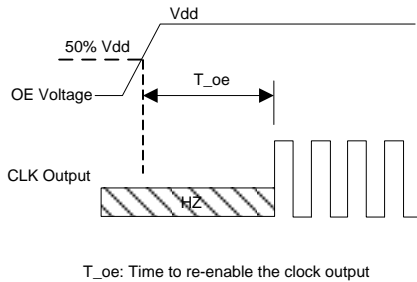 Vdd
50% Vdd
T_oe
OE Voltage
CLK Output
HZ
T_oe: Time to re-enable the clock output